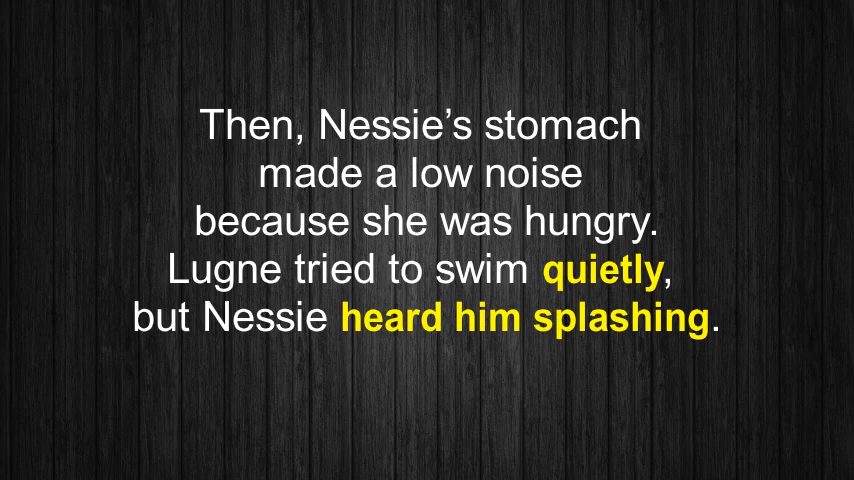 Then, Nessie’s stomach
made a low noise
because she was hungry.
Lugne tried to swim quietly,
but Nessie heard him splashing.